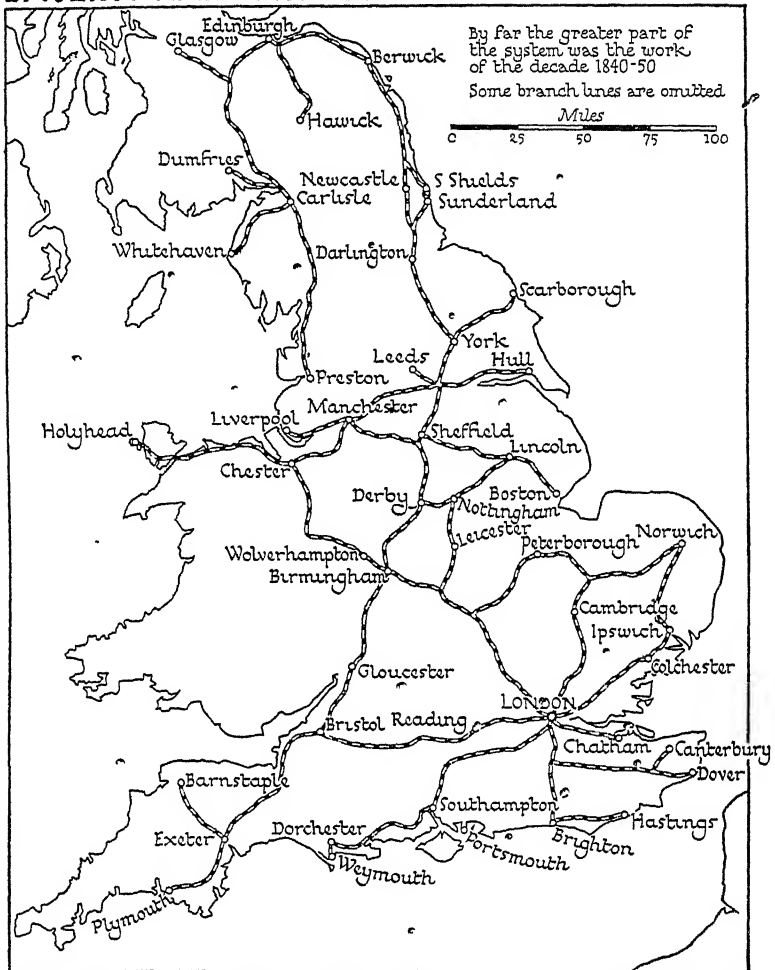 Edinburgh
Glasgow
Berwick
By far the greater part of
the system was the work
of the decade 1840-50
Some branch lines are omitted
Miles
0 25 50 75 100
Hawick
Dumfries
Newcastle
S Shields
Sunderland
Carlisle
Whitehaven
Darlington
Scarborough
York
Leeds
Hull
Preston
Manchester
Liverpool
Holyhead
Sheffield
Lincoln
Chester
Derby
Boston
Nottingham
Leicester
Peterborough
Norwich
Wolverhampton
Birmingham
Cambridge
Ipswich
Colchester
Gloucester
LONDON
Bristol
Reading
Chatham
Canterbury
Dover
Barnstaple
Southampton
Hastings
Exeter
Dorchester
Portsmouth
Brighton
Weymouth
Plymouth